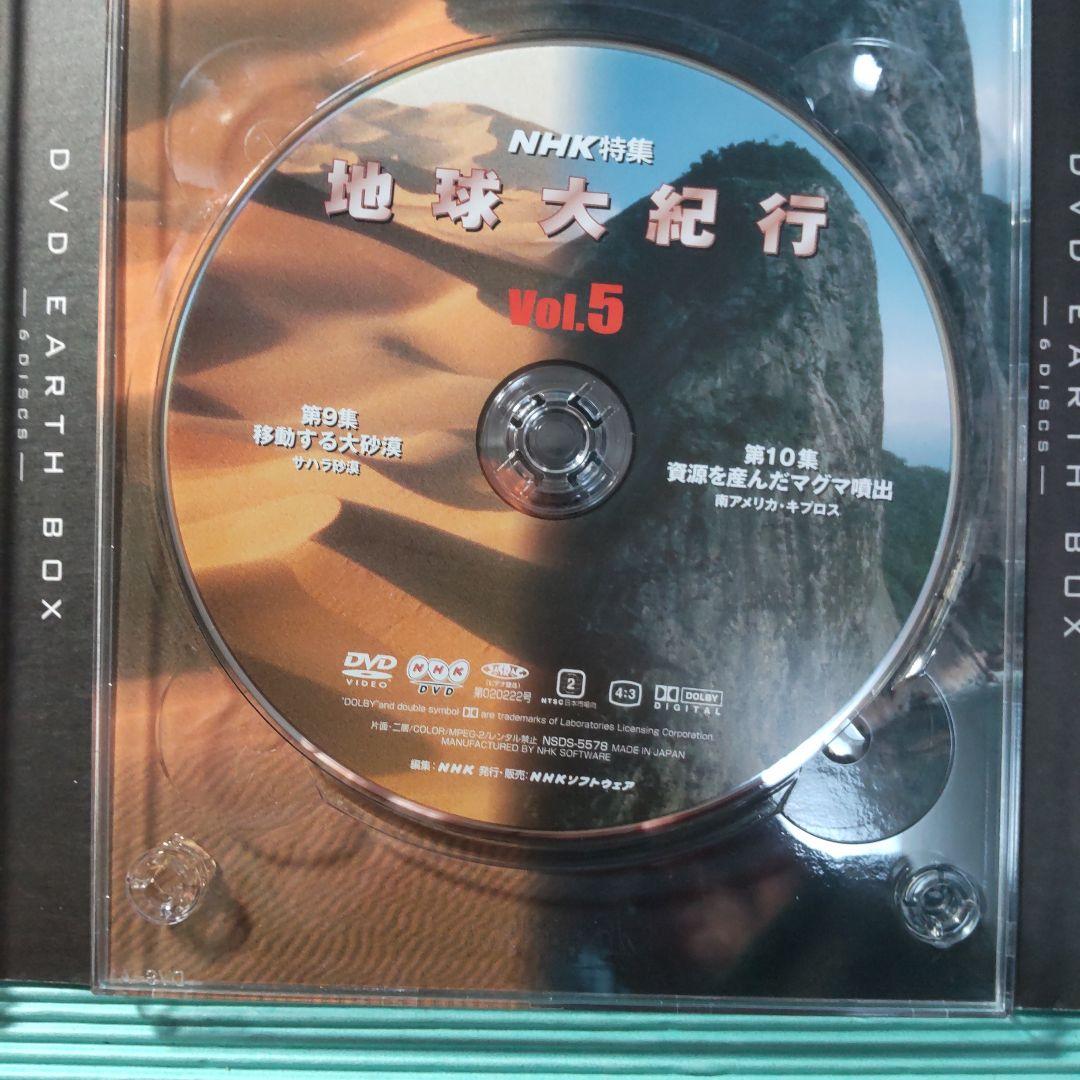 DVD EARTH BOX
— 6 DISCS —
NHK特集
地球大紀行
Vol.5
第9集
移動する大砂漠
サハラ砂漠
第10集
資源を産んだマグマ噴出
南アメリカ・キプロス
DVD
VIDEO
NHK
DVD
(ビデオ録音)
第020222号
2
NTSC日本市場向
4:3
DOLBY
DIGITAL
"DOLBY"and double symbol are trademarks of Laboratories Licensing Corporation.
片面・二層/COLOR/MPEG-2/レンタル禁止 NSDS-5578 MADE IN JAPAN
MANUFACTURED BY NHK SOFTWARE
編集:NHK 発行・販売:NHKソフトウェア
DVD EARTH BOX
— 6 DISCS —